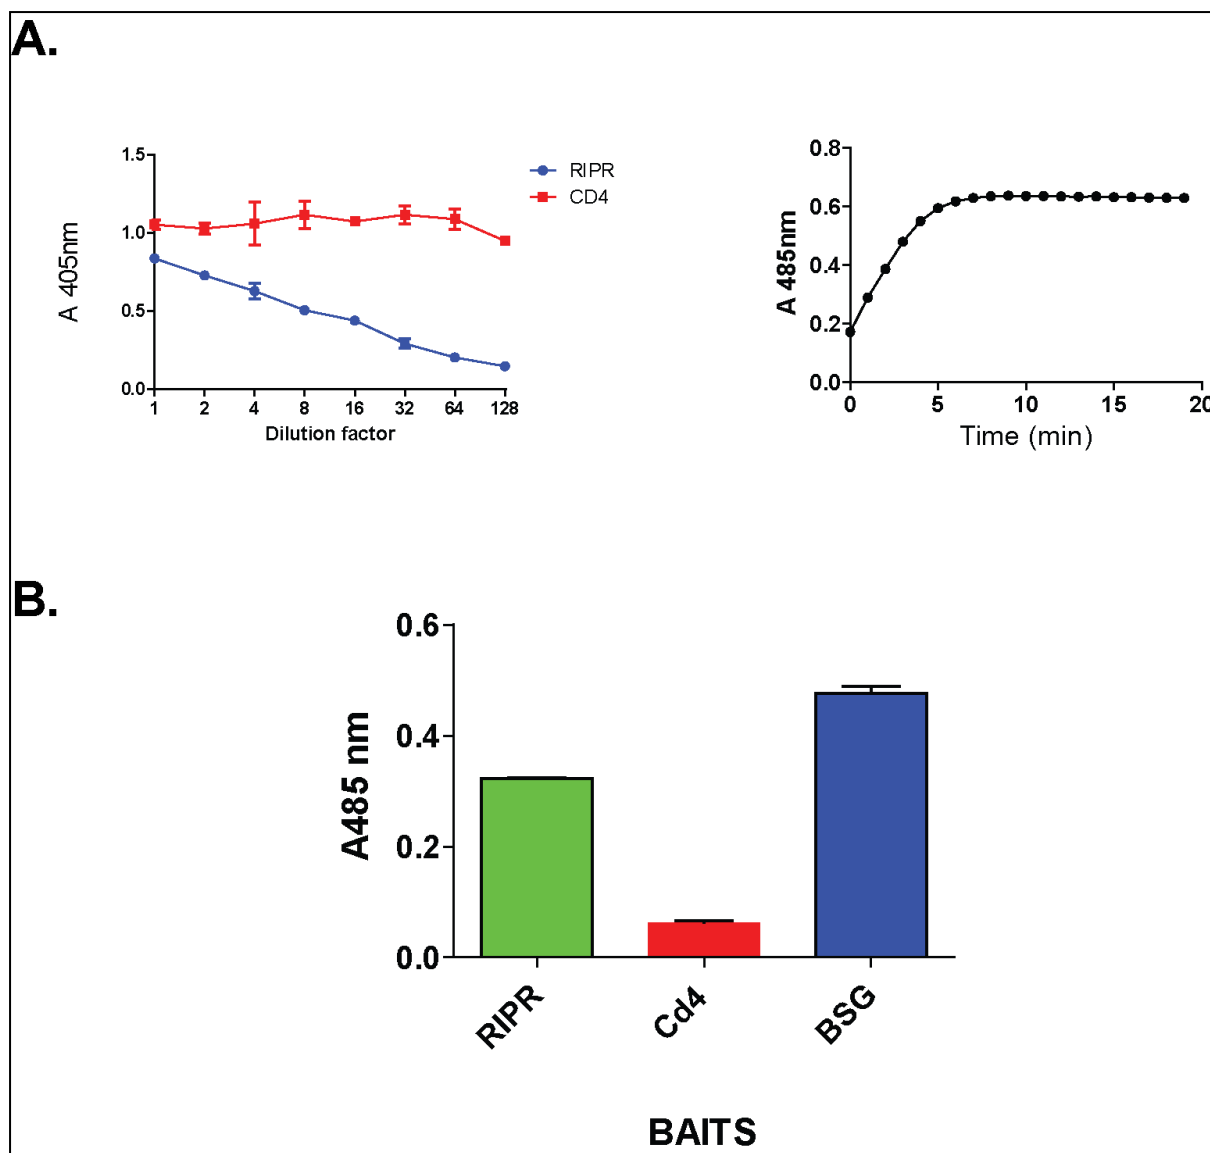 A.
1.5
1.0
0.5
0.0
A 405nm
1 2 4 8 16 32 64 128
Dilution factor
RIPR
CD4
0.8
0.6
0.4
0.2
0.0
A 485nm
0 5 10 15 20
Time (min)
B.
0.6
0.4
0.2
0.0
A485 nm
RIPR
Cd4
BSG
BAITS